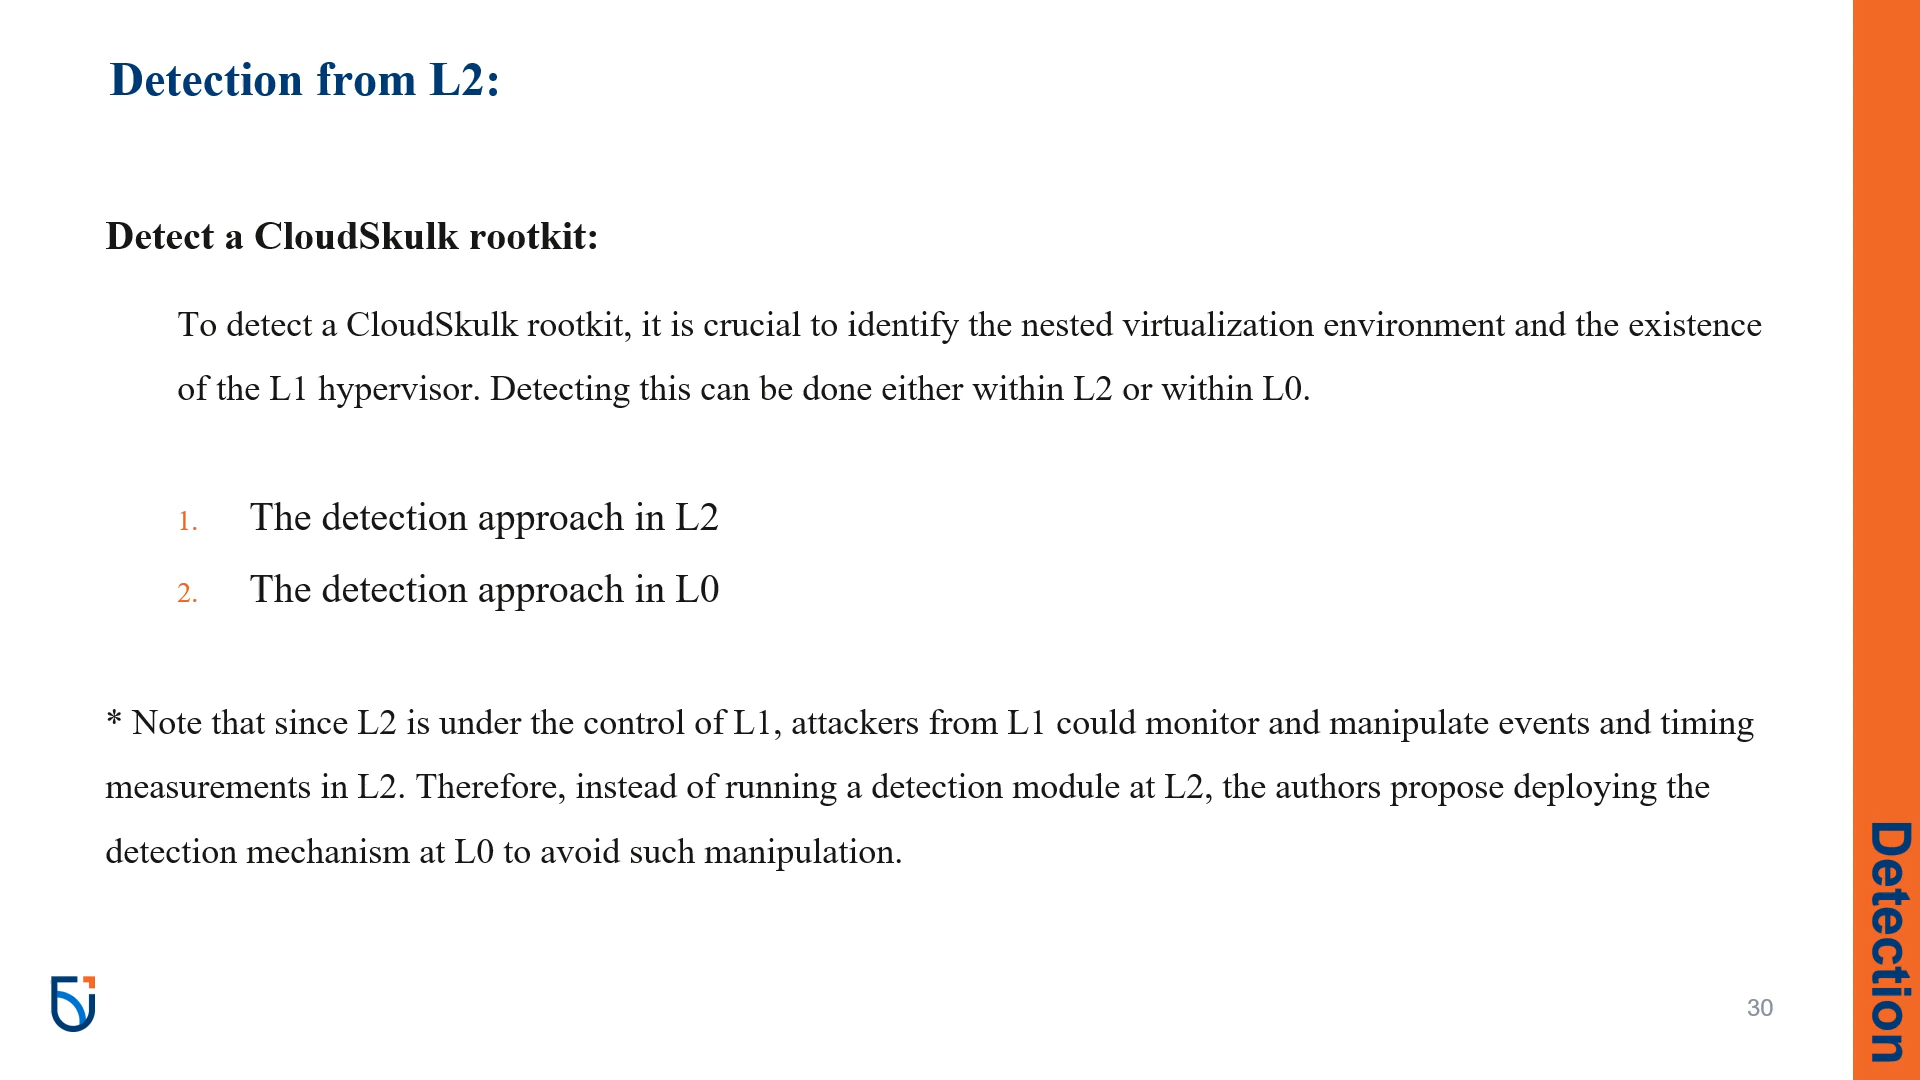 Detection from L2:
Detect a CloudSkulk rootkit:
To detect a CloudSkulk rootkit, it is crucial to identify the nested virtualization environment and the existence
of the L1 hypervisor. Detecting this can be done either within L2 or within L0.
1. The detection approach in L2
2. The detection approach in L0
* Note that since L2 is under the control of L1, attackers from L1 could monitor and manipulate events and timing
measurements in L2. Therefore, instead of running a detection module at L2, the authors propose deploying the
detection mechanism at L0 to avoid such manipulation.
30
Detection